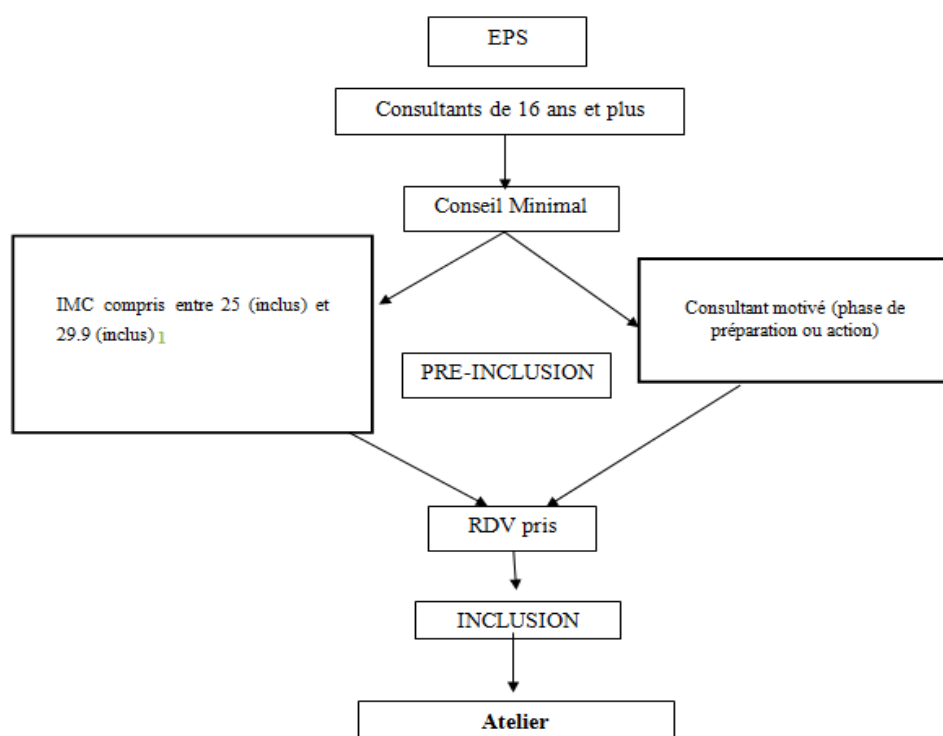 EPS
Consultants de 16 ans et plus
Conseil Minimal
IMC compris entre 25 (inclus) et
29.9 (inclus) 1
Consultant motivé (phase de
préparation ou action)
PRE-INCLUSION
RDV pris
INCLUSION
Atelier